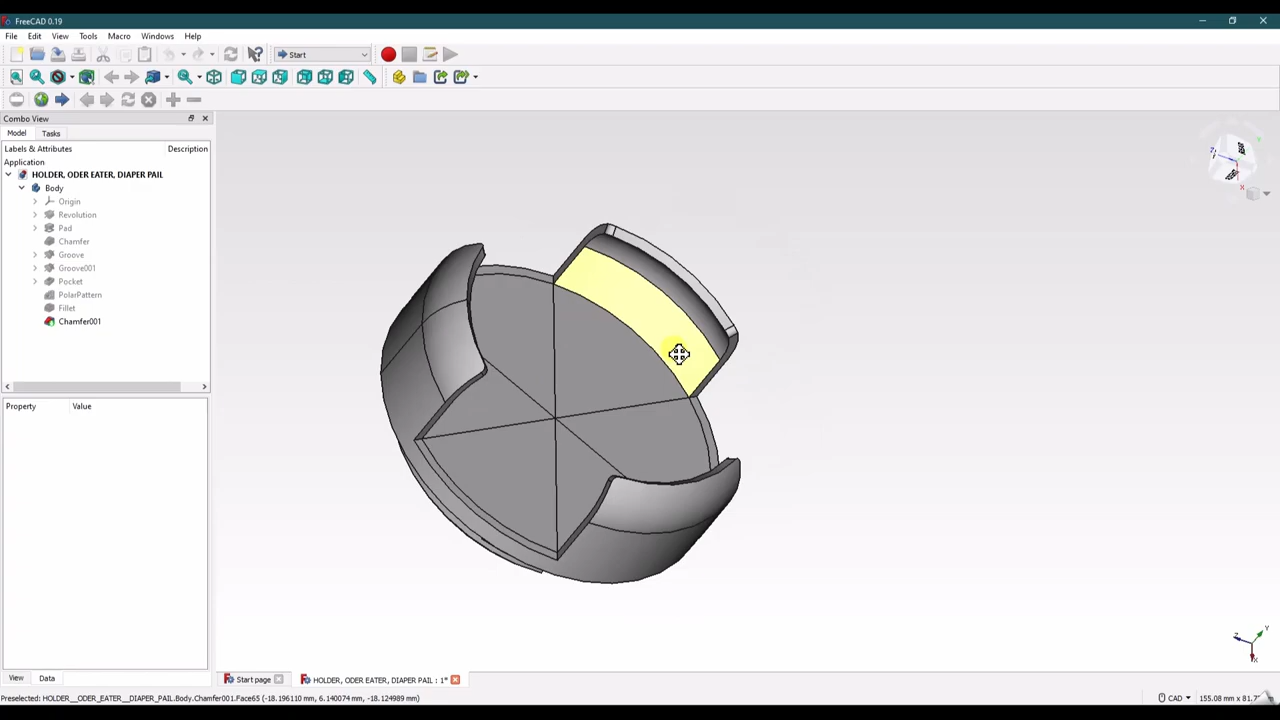 FreeCAD 0.19
File Edit View Tools Macro Windows Help
Start
Combo View
Model Tasks
Labels & Attributes Description
Application
HOLDER, ODER EATER, DIAPER PAIL
Body
Origin
Revolution
Pad
Chamfer
Groove
Groove001
Pocket
PolarPattern
Fillet
Chamfer001
Property Value
View Data
Start page HOLDER, ODER EATER, DIAPER PAIL : 1*
Preselected: HOLDER__ODER_EATER__DIAPER_PAIL.Body.Chamfer001.Face65 (-18.196110 mm, 6.140074 mm, -18.124989 mm) CAD 155.08 mm x